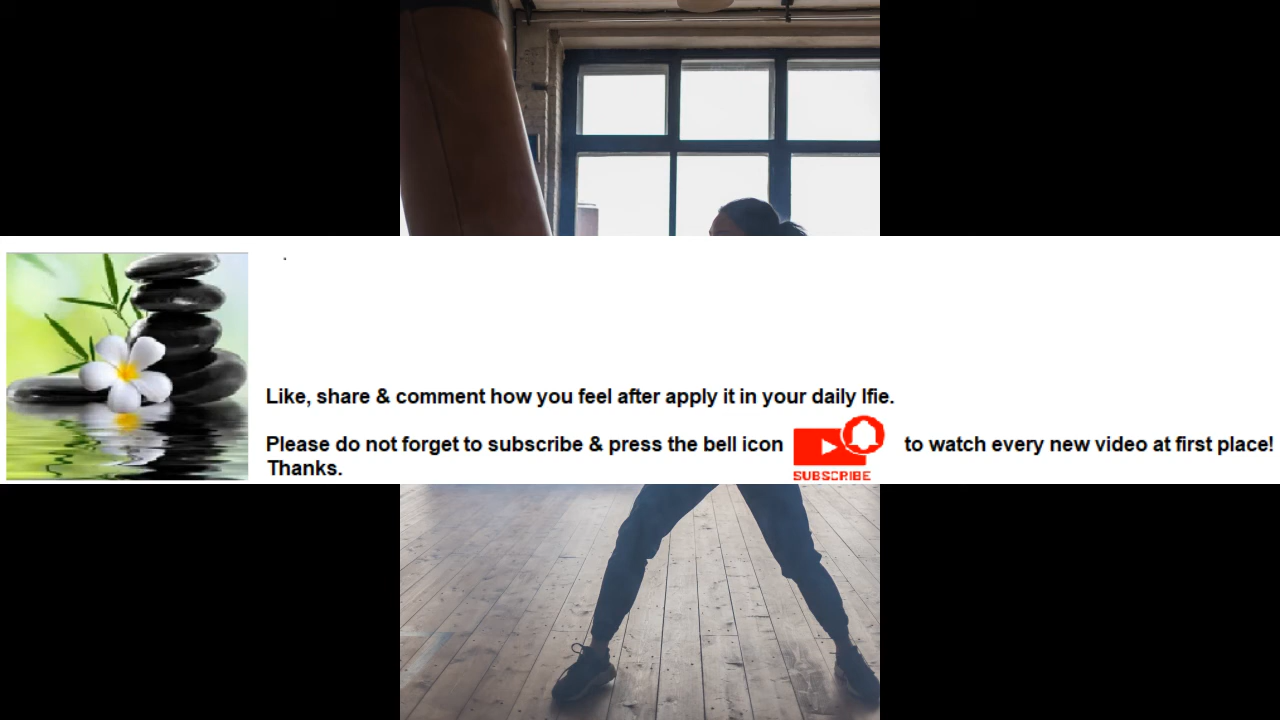 Like, share & comment how you feel after apply it in your daily lfie.
Please do not forget to subscribe & press the bell icon SUBSCRIBE to watch every new video at first place!
Thanks.